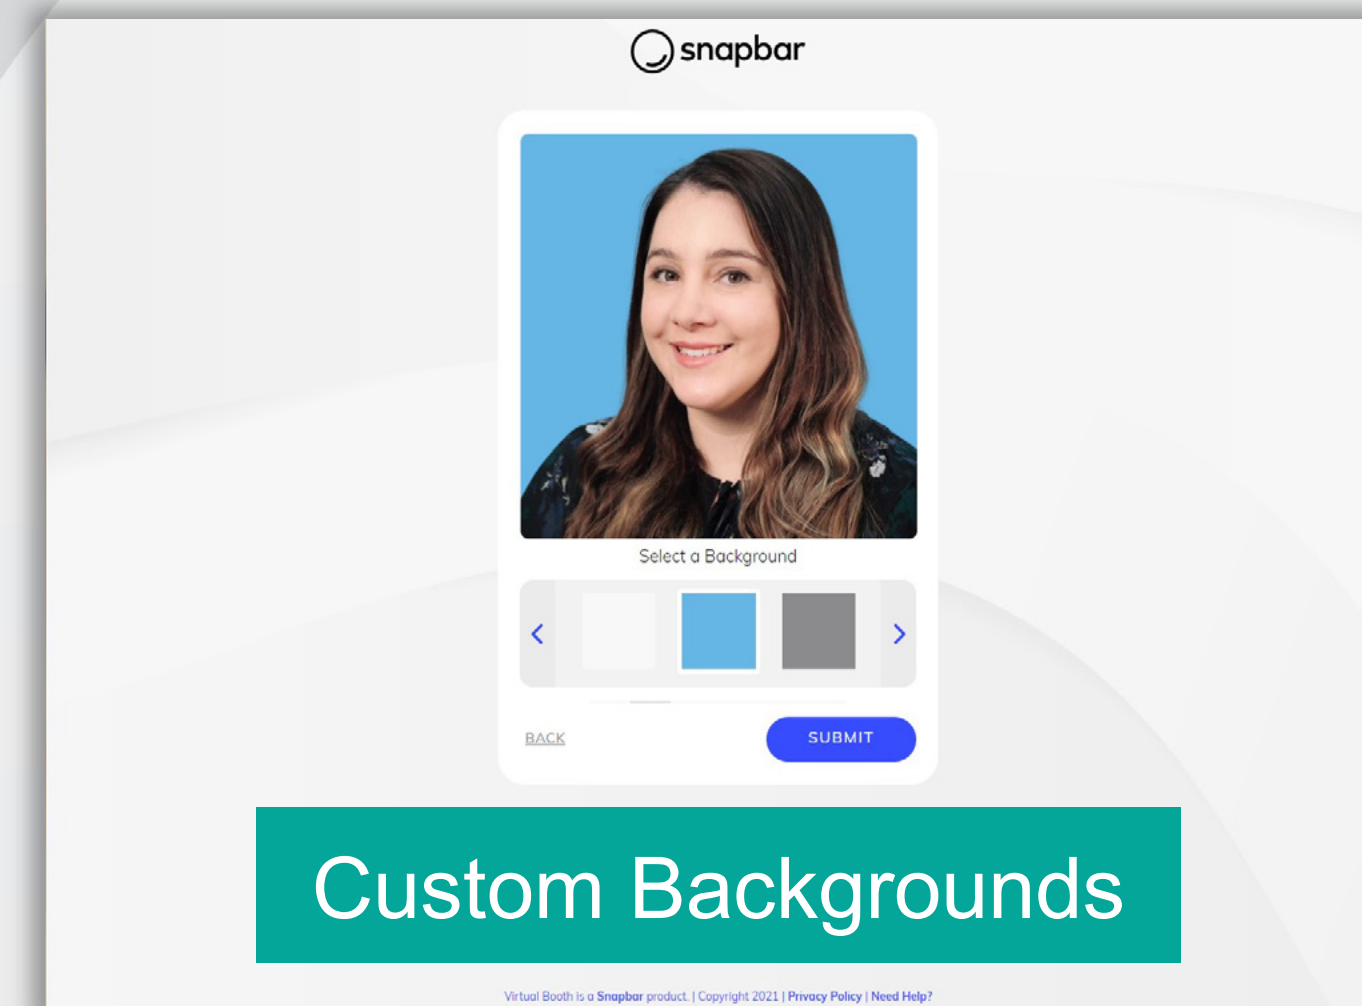 snapbar
Select a Background
BACK
SUBMIT
Custom Backgrounds
Virtual Booth is a Snapbar product. | Copyright 2021 | Privacy Policy | Need Help?